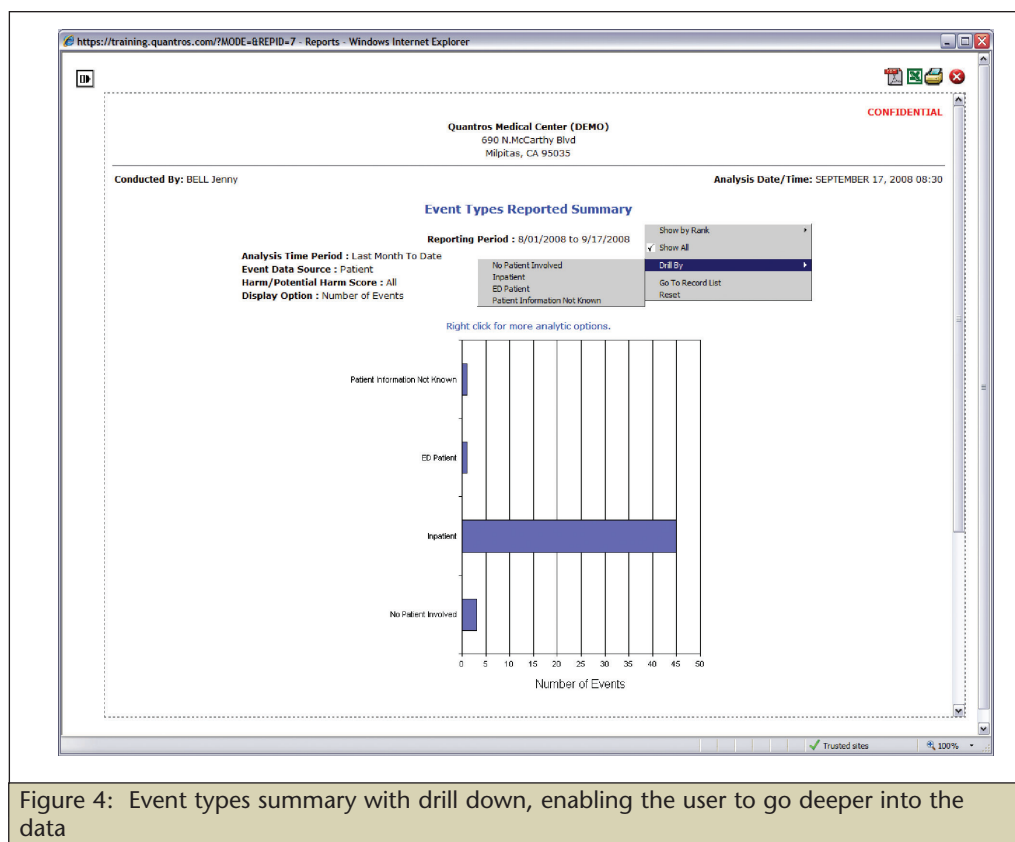 https://training.quantros.com/?MODE=&REPID=7 - Reports - Windows Internet Explorer
CONFIDENTIAL
Quantros Medical Center (DEMO)
690 N.McCarthy Blvd
Milpitas, CA 95035
Conducted By: BELL Jenny
Analysis Date/Time: SEPTEMBER 17, 2008 08:30
Event Types Reported Summary
Reporting Period : 8/01/2008 to 9/17/2008
Analysis Time Period : Last Month To Date
Event Data Source : Patient
Harm/Potential Harm Score : All
Display Option : Number of Events
Show by Rank
Show All
Drill By
Go To Record List
Reset
No Patient Involved
Inpatient
ED Patient
Patient Information Not Known
Right click for more analytic options.
Patient Information Not Known
ED Patient
Inpatient
No Patient Involved
0 5 10 15 20 25 30 35 40 45 50
Number of Events
Trusted sites
100%
Figure 4: Event types summary with drill down, enabling the user to go deeper into the
data